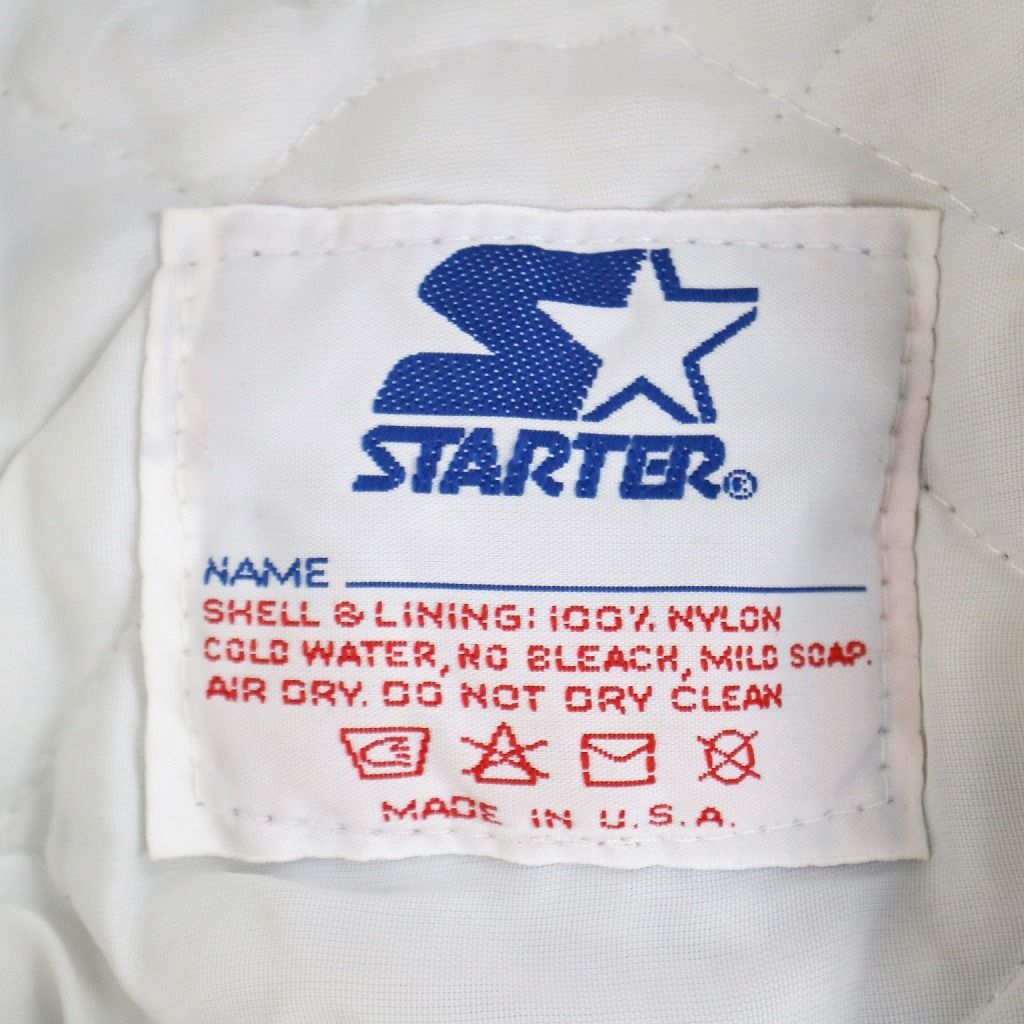 STARTER®
NAME
SHELL & LINING: 100% NYLON
COLD WATER, NO BLEACH, MILD SOAP.
AIR DRY. DO NOT DRY CLEAN
MADE IN U.S.A.